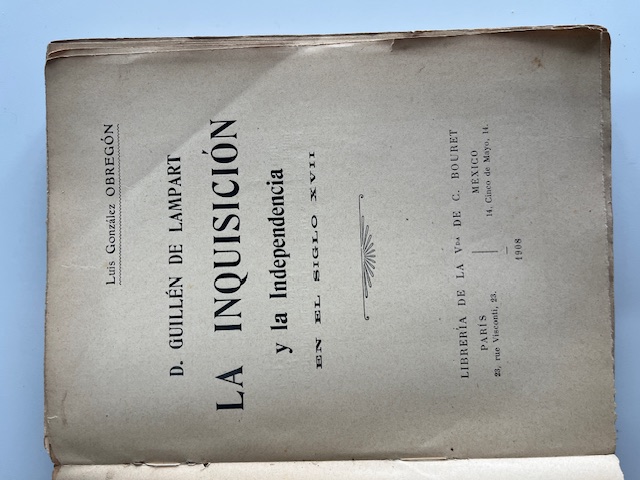 Luis González OBREGÓN
D. GUILLÉN DE LAMPART
LA INQUISICIÓN
y la Independencia
EN EL SIGLO XVII
LIBRERÍA DE LA Vda DE C. BOURET
PARÍS
23, rue Visconti, 23.
MÉXICO
14, Cinco de Mayo, 14.
1908